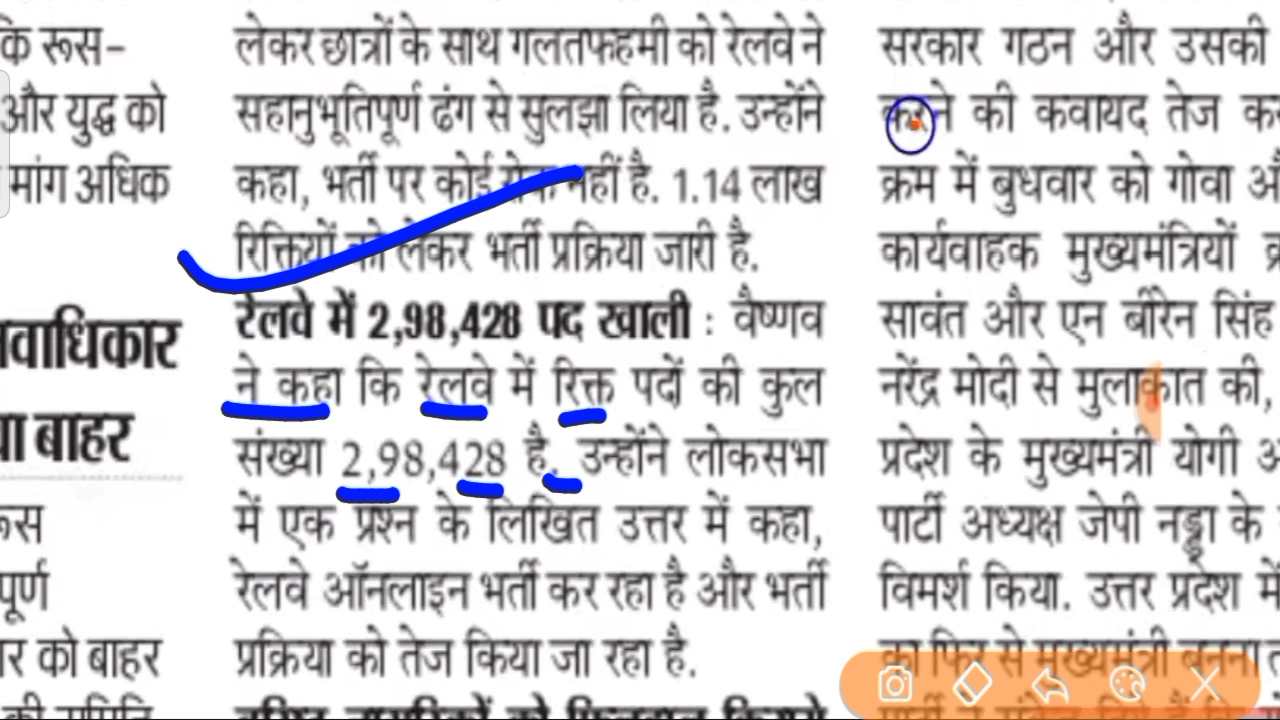 कि रूस-
और युद्ध को
मांग अधिक
वाधिकार
बाहर
पूर्ण
को बाहर
लेकर छात्रों के साथ गलतफहमी को रेलवे ने
सहानुभूतिपूर्ण ढंग से सुलझा लिया है. उन्होंने
कहा, भर्ती पर कोई रोक नहीं है. 1.14 लाख
रिक्तियों को लेकर भर्ती प्रक्रिया जारी है.
रेलवे में 2,98,428 पद खाली : वैष्णव
ने कहा कि रेलवे में रिक्त पदों की कुल
संख्या 2,98,428 है. उन्होंने लोकसभा
में एक प्रश्न के लिखित उत्तर में कहा,
रेलवे ऑनलाइन भर्ती कर रहा है और भर्ती
प्रक्रिया को तेज किया जा रहा है.
सरकार गठन और उसकी
करने की कवायद तेज
क्रम में बुधवार को गोवा
कार्यवाहक मुख्यमंत्रियों
सावंत और एन बीरेन सिंह
नरेंद्र मोदी से मुलाकात की,
प्रदेश के मुख्यमंत्री योगी
पार्टी अध्यक्ष जेपी नड्डा के
विमर्श किया. उत्तर प्रदेश में
का फिर से मुख्यमंत्री बनना